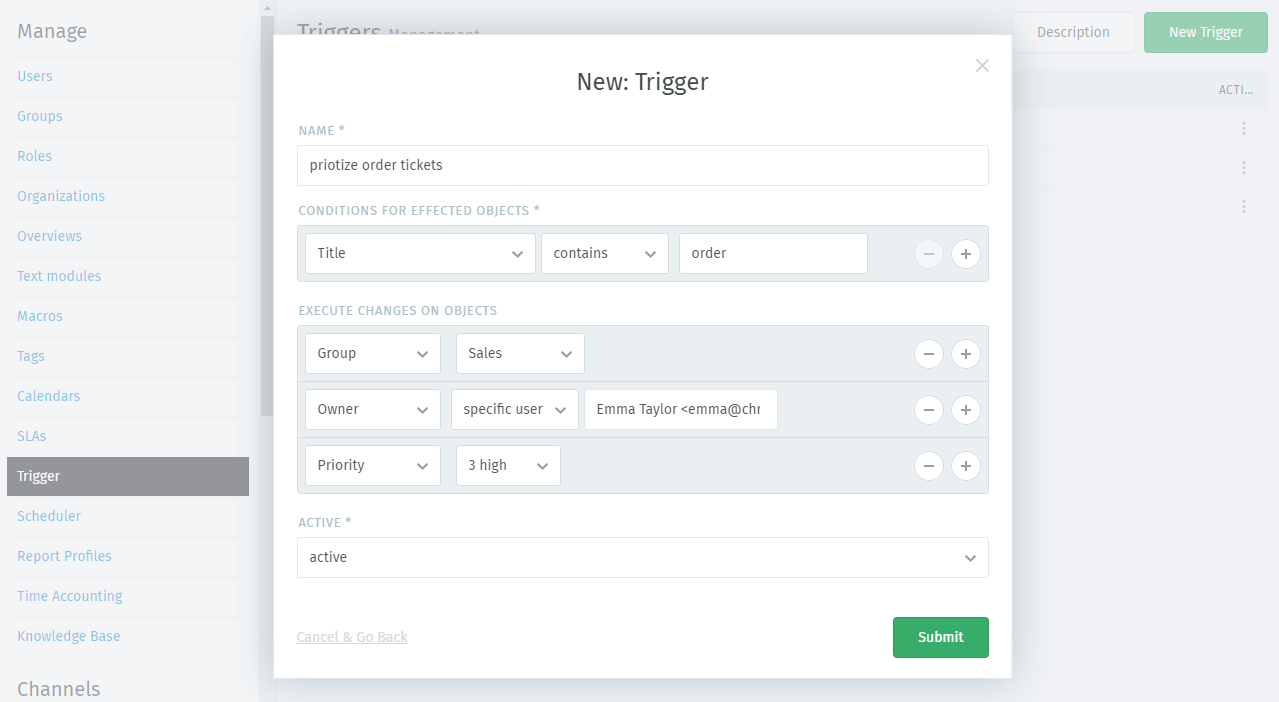 Manage
Users
Groups
Roles
Organizations
Overviews
Text modules
Macros
Tags
Calendars
SLAs
Trigger
Scheduler
Report Profiles
Time Accounting
Knowledge Base
Channels
Triggers Management
Description
New Trigger
ACTI...
New: Trigger
NAME *
priotize order tickets
CONDITIONS FOR EFFECTED OBJECTS *
Title contains order
EXECUTE CHANGES ON OBJECTS
Group Sales
Owner specific user Emma Taylor <emma@chr
Priority 3 high
ACTIVE *
active
Cancel & Go Back Submit